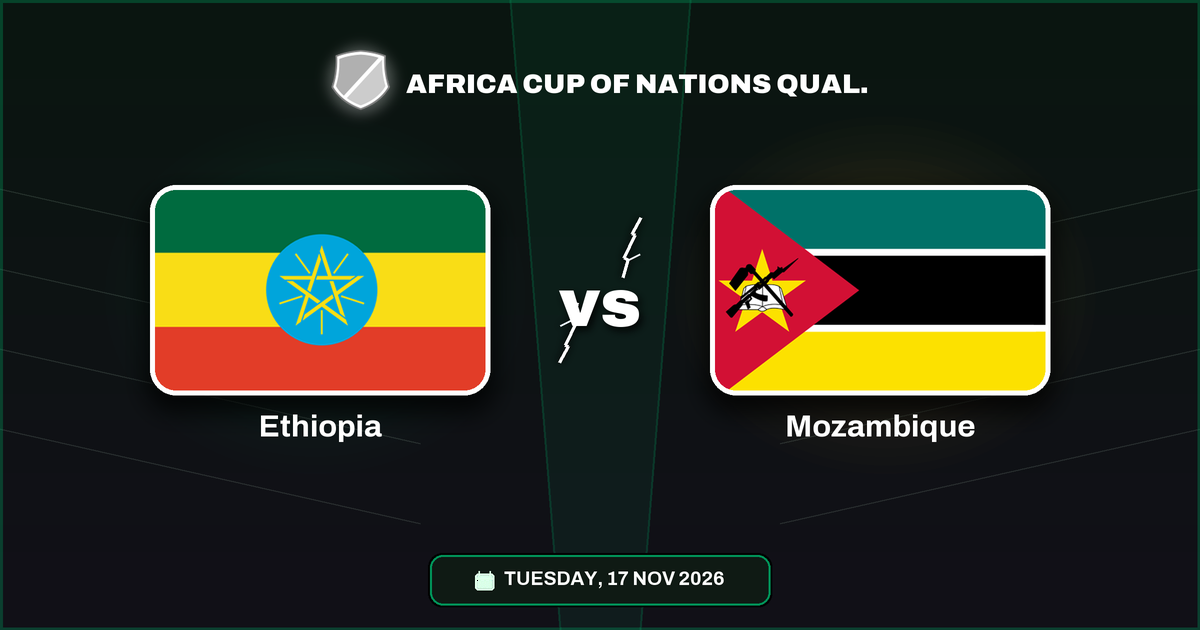 AFRICA CUP OF NATIONS QUAL.
VS
Ethiopia
Mozambique
TUESDAY, 17 NOV 2026